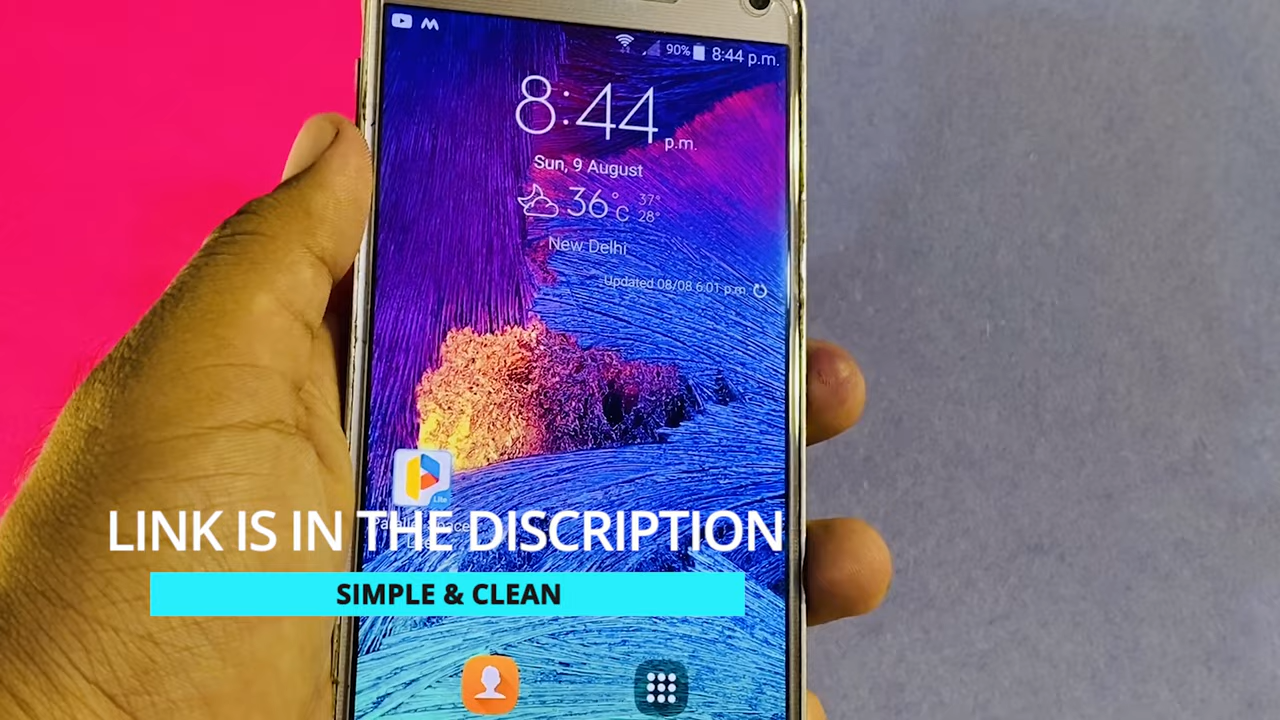 90% 8:44 p.m.
8:44 p.m.
Sun, 9 August
36°C 37°
28°
New Delhi
Updated 08/08 6:01 p.m.
Lite
LINK IS IN THE DISCRIPTION
SIMPLE & CLEAN